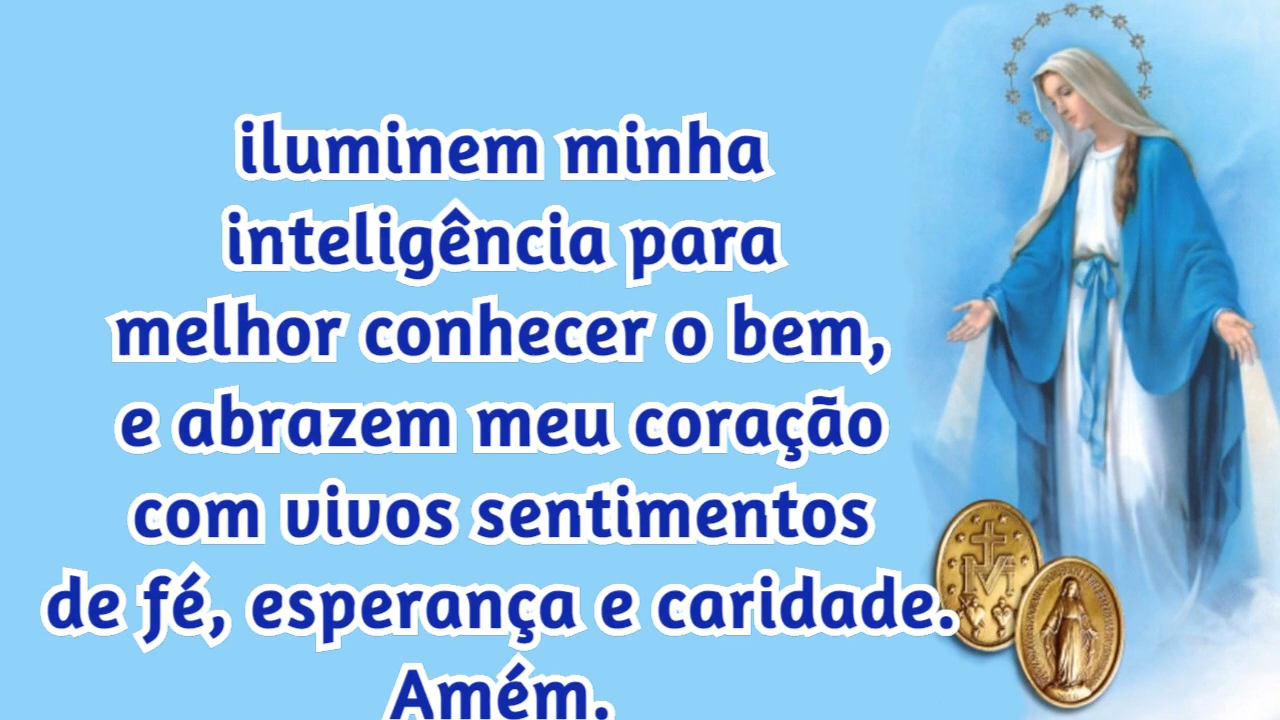 iluminem minha
inteligência para
melhor conhecer o bem,
e abrazem meu coração
com vivos sentimentos
de fé, esperança e caridade.
Amém.